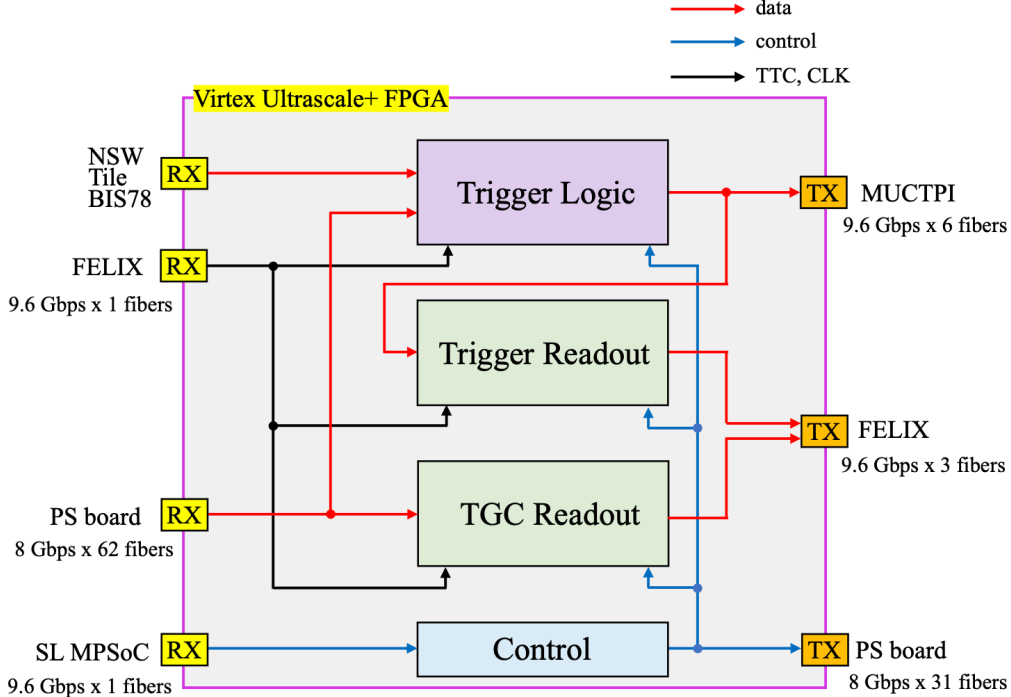 data
control
TTC, CLK
Virtex Ultrascale+ FPGA
NSW
Tile
BIS78
RX
Trigger Logic
TX
MUCTPI
9.6 Gbps x 6 fibers
FELIX
RX
9.6 Gbps x 1 fibers
Trigger Readout
TX
FELIX
9.6 Gbps x 3 fibers
PS board
RX
8 Gbps x 62 fibers
TGC Readout
SL MPSoC
RX
9.6 Gbps x 1 fibers
Control
TX
PS board
8 Gbps x 31 fibers